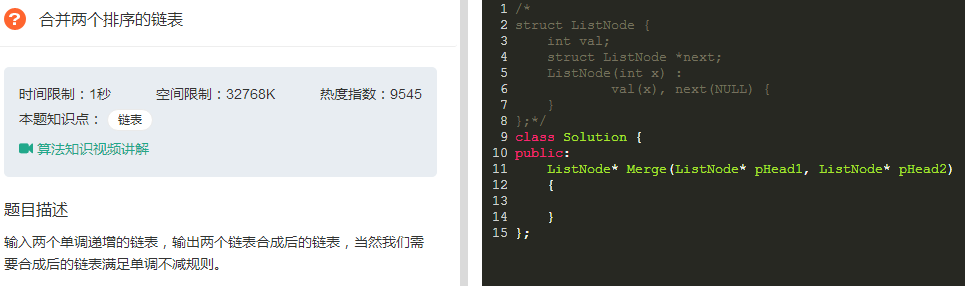 ? 合并两个排序的链表
时间限制：1秒 空间限制：32768K 热度指数：9545
本题知识点： 链表
算法知识视频讲解
题目描述
输入两个单调递增的链表，输出两个链表合成后的链表，当然我们需
要合成后的链表满足单调不减规则。
1 /*
2 struct ListNode {
3     int val;
4     struct ListNode *next;
5     ListNode(int x) :
6             val(x), next(NULL) {
7     }
8 };*/
9 class Solution {
10 public:
11     ListNode* Merge(ListNode* pHead1, ListNode* pHead2)
12     {
13
14     }
15 };